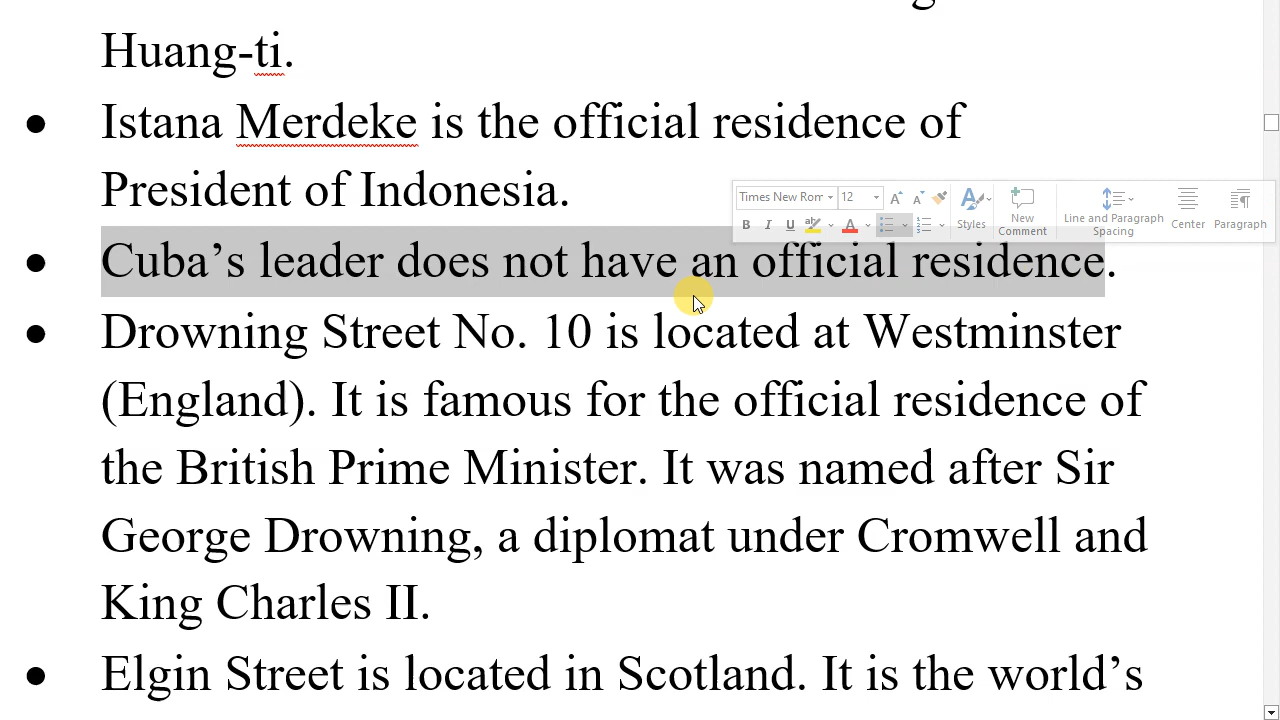 Huang-ti.
• Istana Merdeke is the official residence of
President of Indonesia.
Times New Rom 12
B I U ab A Styles New Comment Line and Paragraph Spacing Center Paragraph
• Cuba’s leader does not have an official residence.
• Drowning Street No. 10 is located at Westminster
(England). It is famous for the official residence of
the British Prime Minister. It was named after Sir
George Drowning, a diplomat under Cromwell and
King Charles II.
• Elgin Street is located in Scotland. It is the world’s